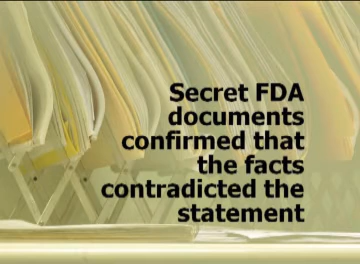 Secret FDA
documents
confirmed that
the facts
contradicted the
statement